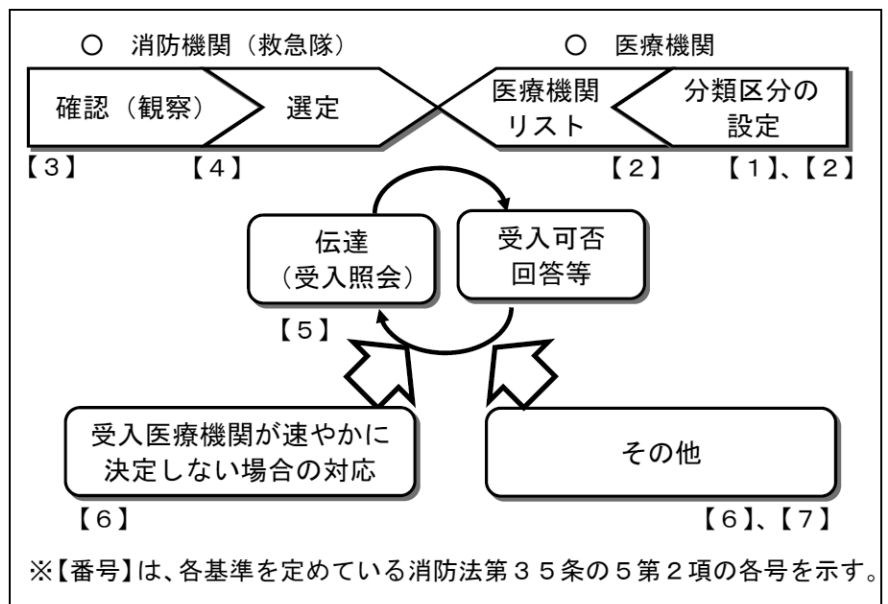 ○ 消防機関（救急隊） ○ 医療機関
確認（観察）
選定
医療機関
リスト
分類区分の
設定
【３】
【４】
【２】
【１】、【２】
伝達
（受入照会）
受入可否
回答等
【５】
受入医療機関が速やかに
決定しない場合の対応
その他
【６】
【６】、【７】
※【番号】は、各基準を定めている消防法第３５条の５第２項の各号を示す。